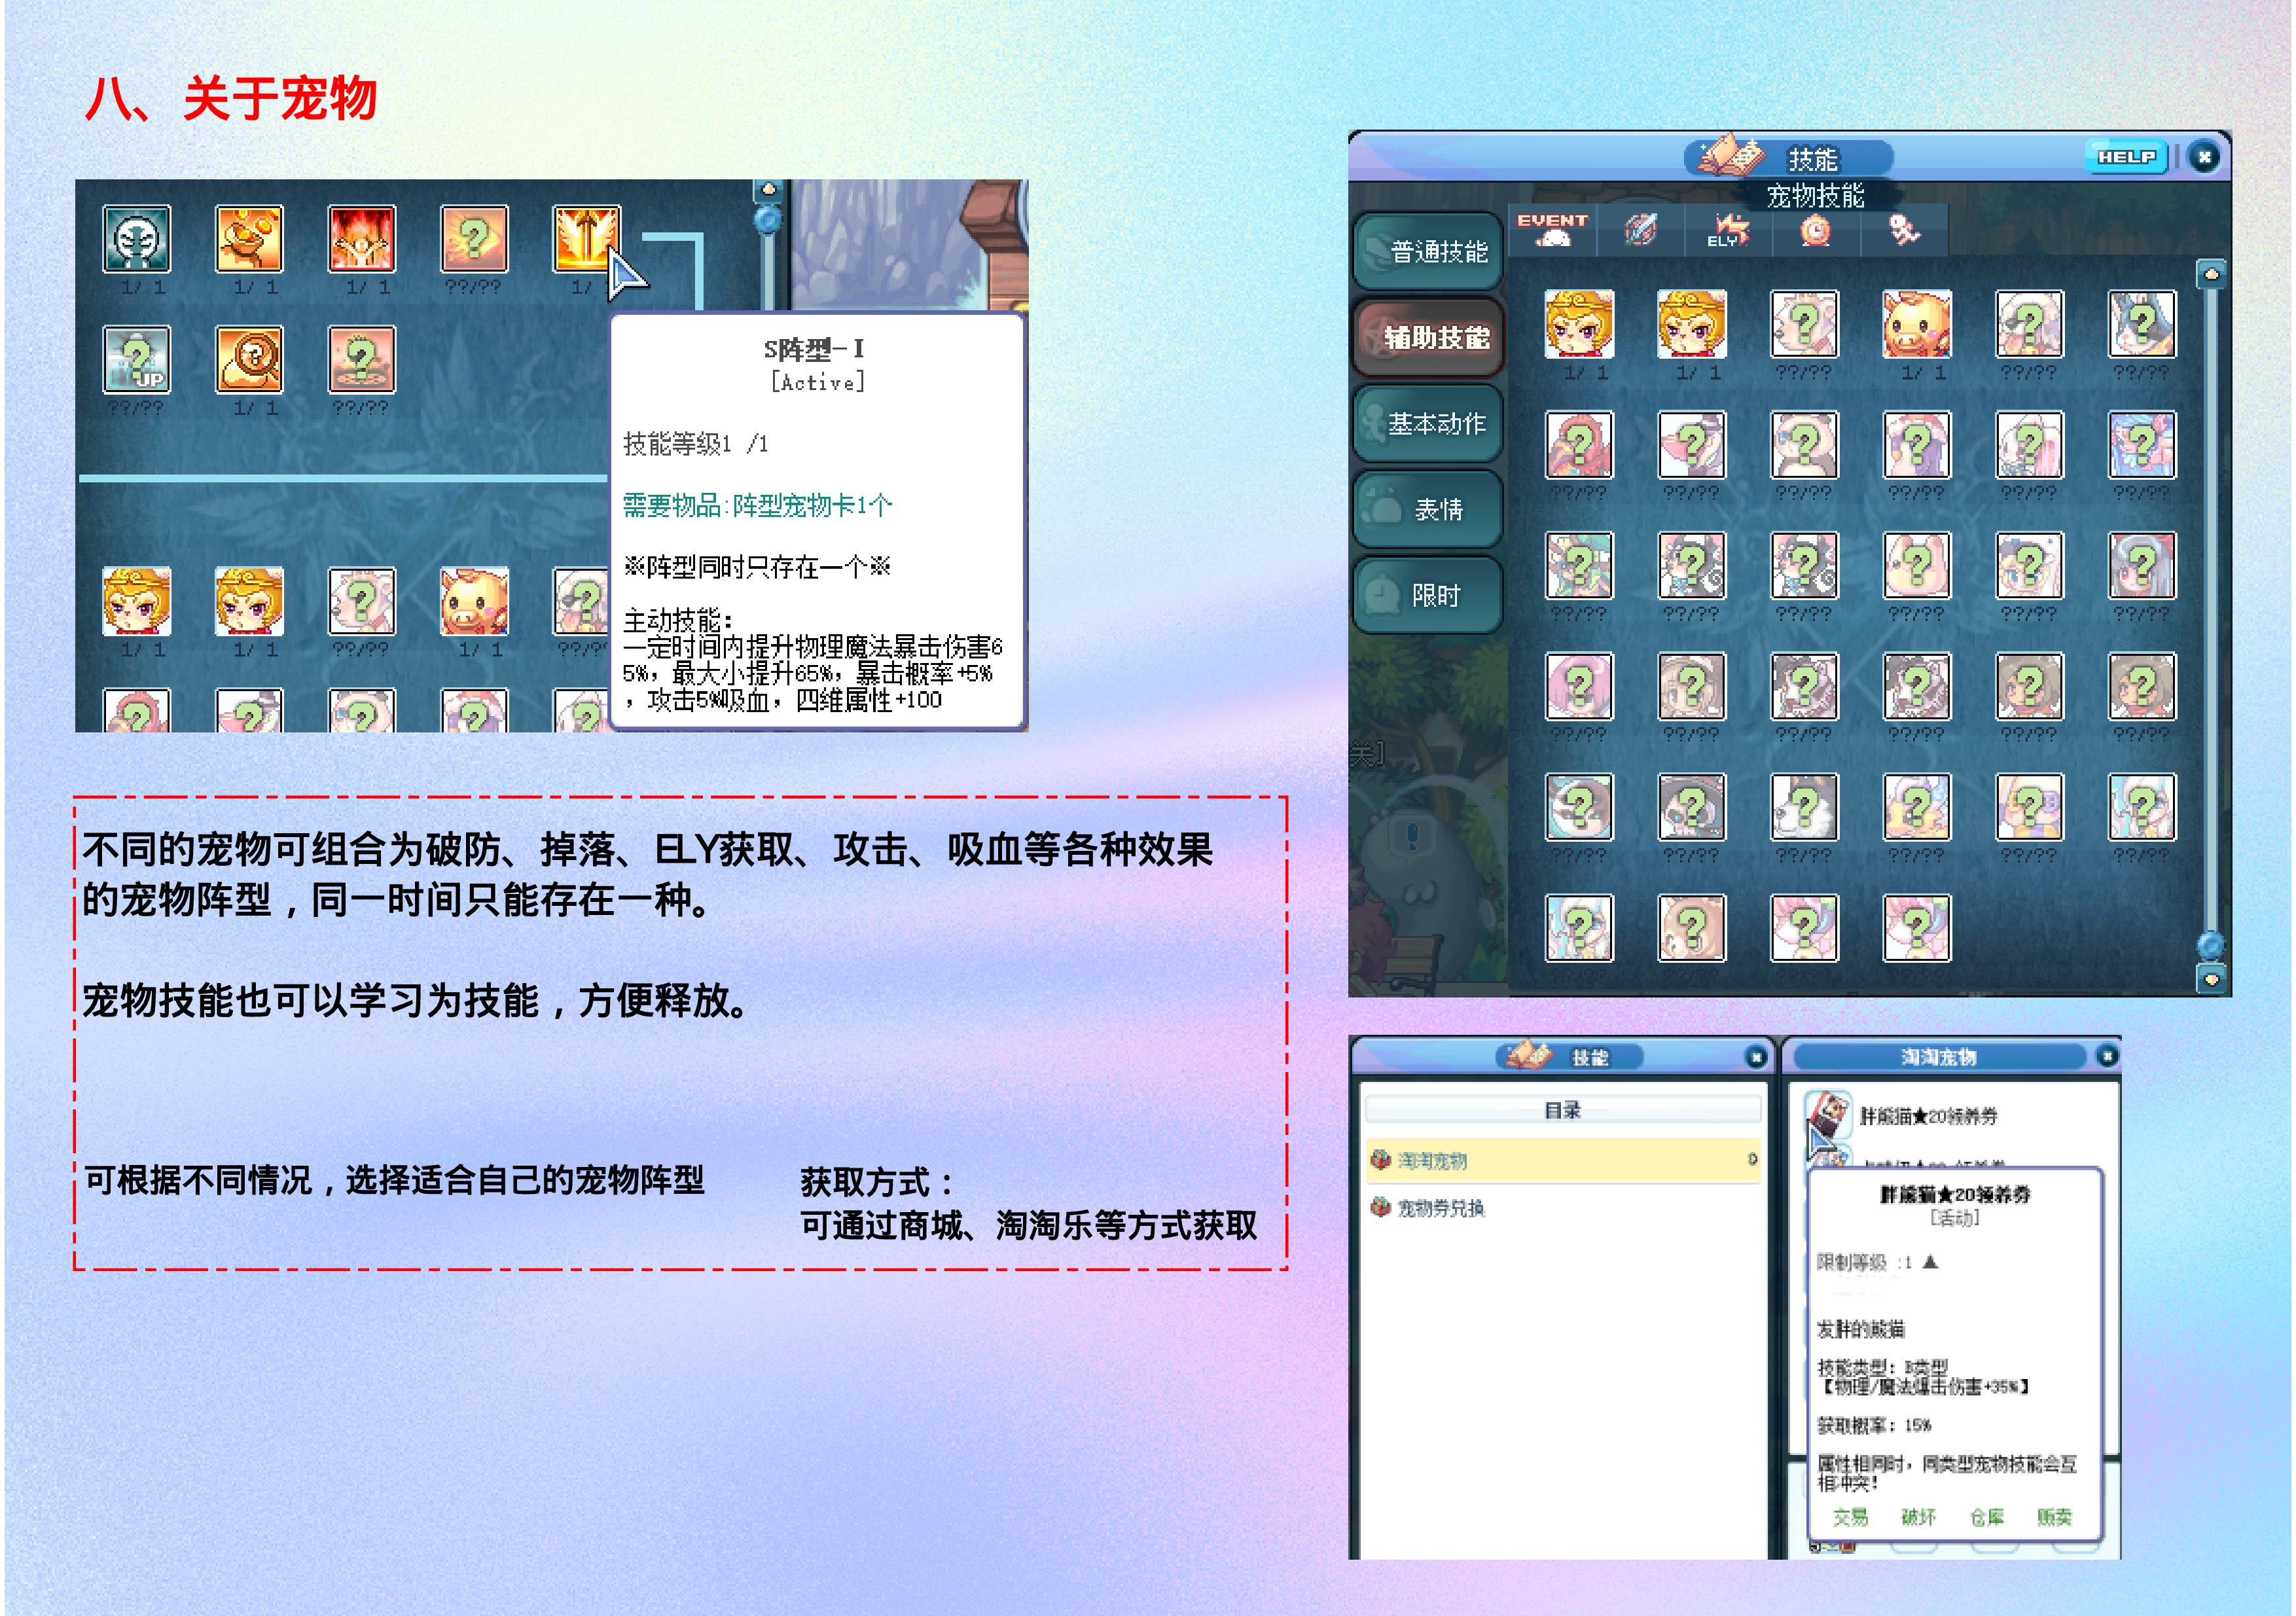 八、关于宠物
1/ 1
1/ 1
1/ 1
??/??
1/
??/??
1/ 1
??/??
S阵型-I
[Active]
技能等级1 /1
需要物品:阵型宠物卡1个
※阵型同时只存在一个※
主动技能:
一定时间内提升物理魔法暴击伤害6
5%, 最大小提升65%, 暴击概率+5%
, 攻击5%吸血, 四维属性+100
1/ 1
1/ 1
??/??
1/ 1
??/?
不同的宠物可组合为破防、掉落、ELY获取、攻击、吸血等各种效果
的宠物阵型，同一时间只能存在一种。
宠物技能也可以学习为技能，方便释放。
可根据不同情况，选择适合自己的宠物阵型
获取方式：
可通过商城、淘淘乐等方式获取
技能
HELP
宠物技能
EVENT
ELY
普通技能
辅助技能
基本动作
表情
限时
关]
1/ 1 1/ 1 ??/?? 1/ 1 ??/?? ??/??
??/?? ??/?? ??/?? ??/?? ??/?? ??/??
??/?? ??/?? ??/?? ??/?? ??/?? ??/??
??/?? ??/?? ??/?? ??/?? ??/?? ??/??
??/?? ??/?? ??/?? ??/?? ??/?? ??/??
技能
目录
淘淘宠物
宠物券兑换
淘淘宠物
胖熊猫★20领养券
胖熊猫★20领养券
[活动]
限制等级 :1 ▲
发胖的熊猫
技能类型: B类型
【物理/魔法爆击伤害+35%】
获取概率: 15%
属性相同时, 同类型宠物技能会互
相冲突!
交易 破坏 仓库 贩卖